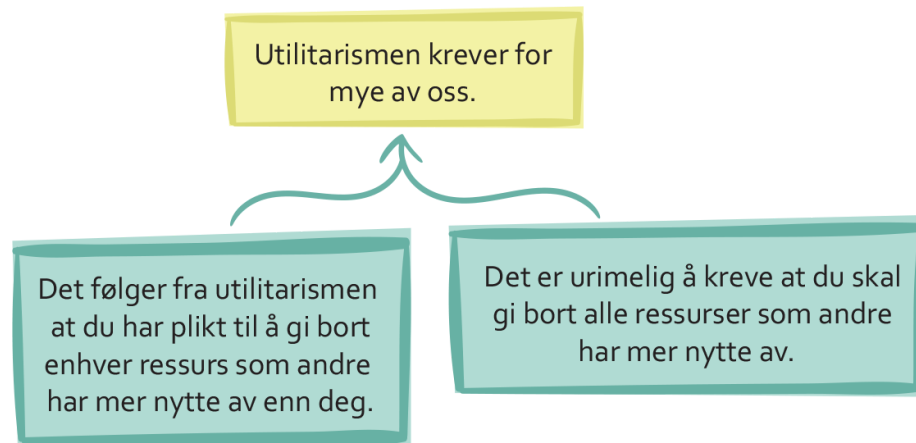 Utilitarismen krever for
mye av oss.
Det følger fra utilitarismen
at du har plikt til å gi bort
enhver ressurs som andre
har mer nytte av enn deg.
Det er urimelig å kreve at du skal
gi bort alle ressurser som andre
har mer nytte av.